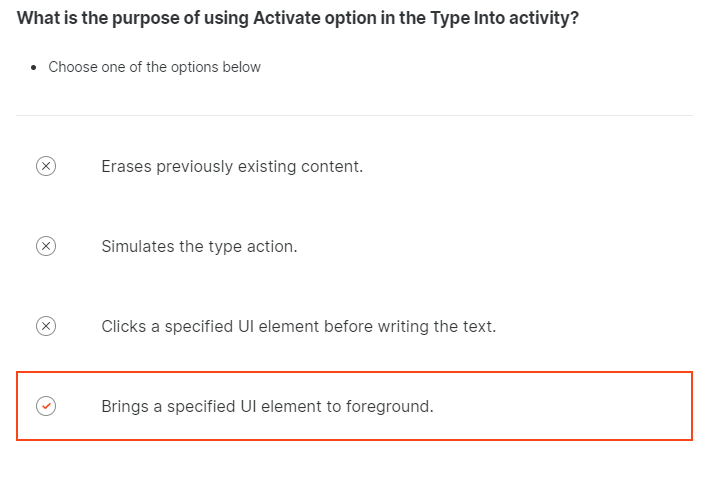 What is the purpose of using Activate option in the Type Into activity?
• Choose one of the options below
Erases previously existing content.
Simulates the type action.
Clicks a specified UI element before writing the text.
Brings a specified UI element to foreground.